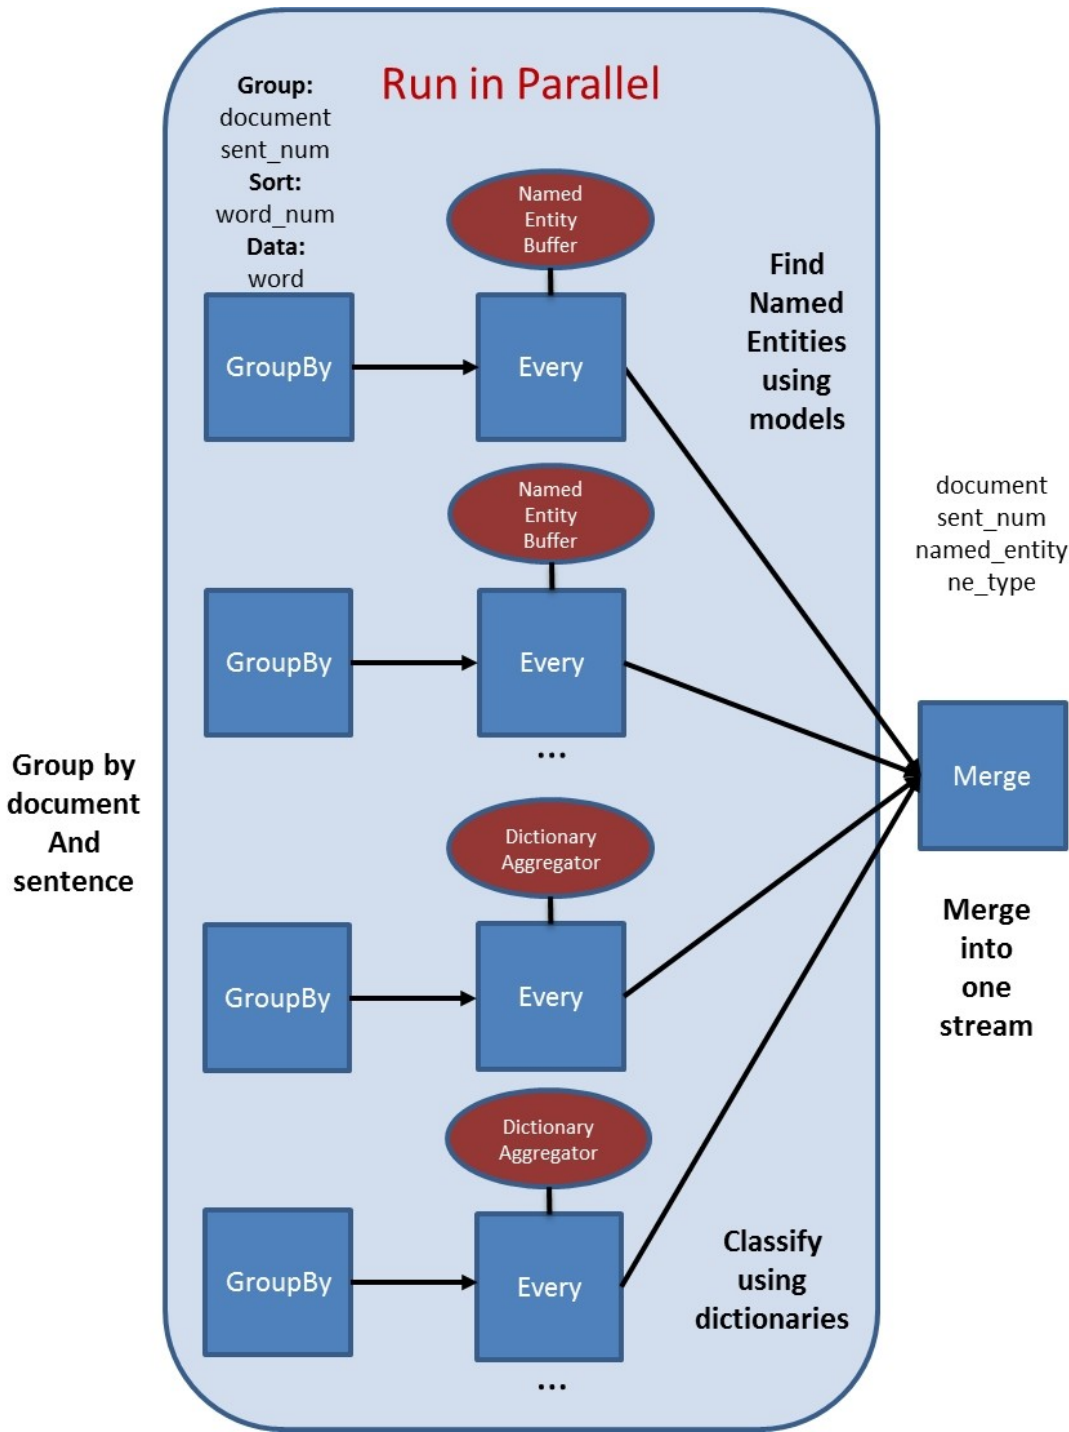 Run in Parallel
Group:
document
sent_num
Sort:
word_num
Data:
word
Named
Entity
Buffer
GroupBy
Every
Find
Named
Entities
using
models
Named
Entity
Buffer
GroupBy
Every
...
document
sent_num
named_entity
ne_type
Group by
document
And
sentence
Merge
Dictionary
Aggregator
GroupBy
Every
Merge
into
one
stream
Dictionary
Aggregator
GroupBy
Every
Classify
using
dictionaries
...